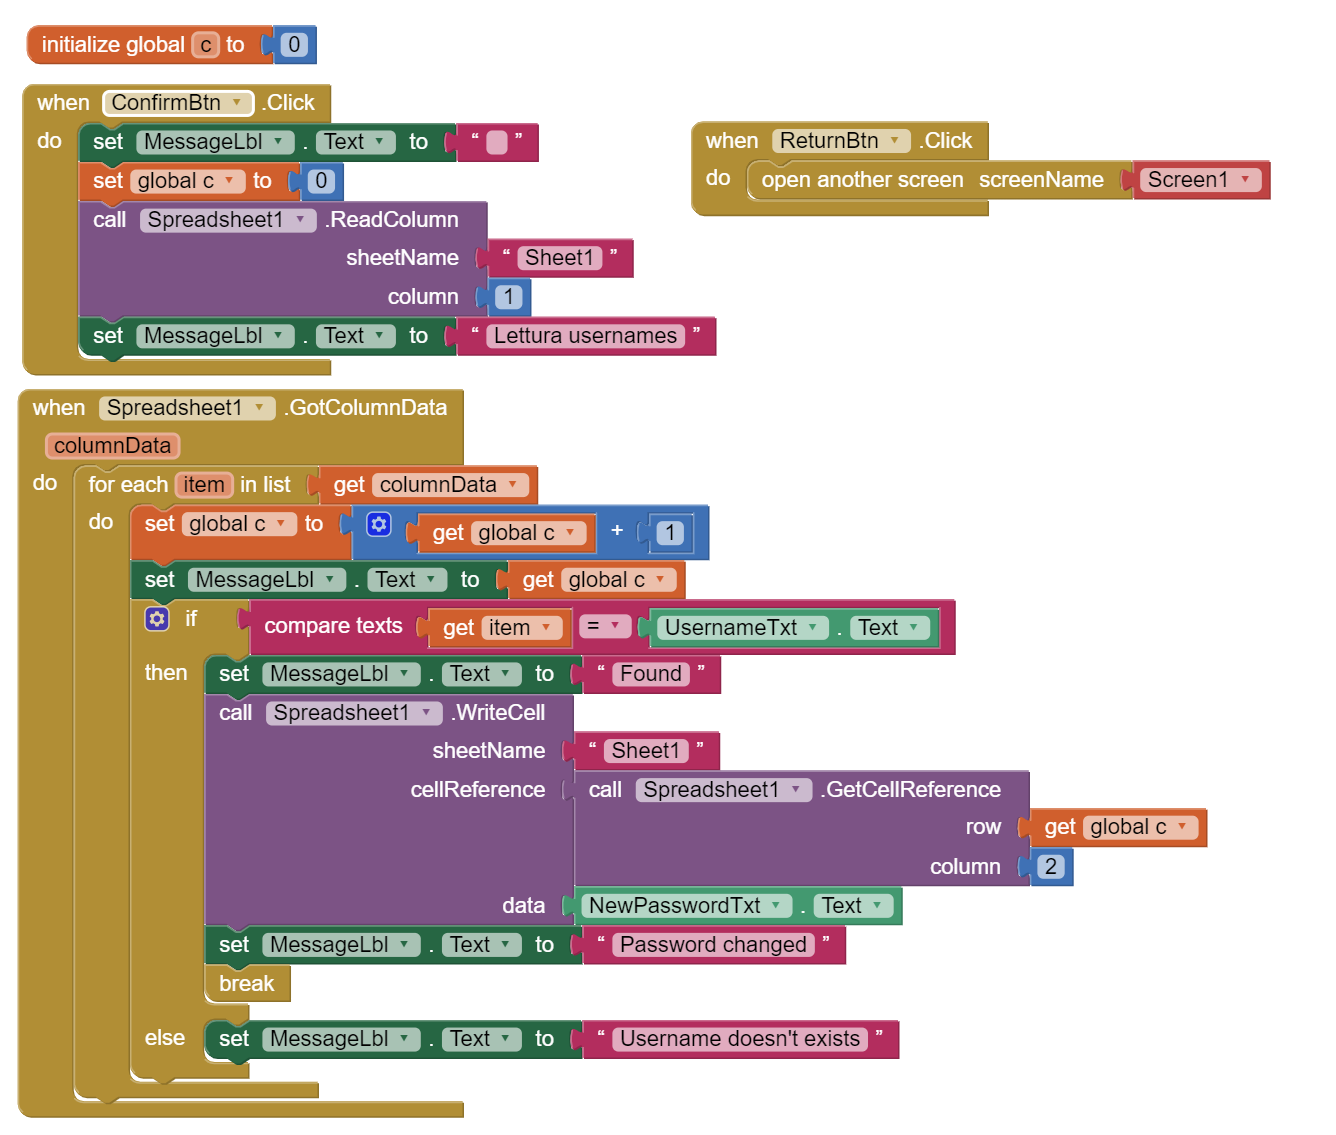 initialize global c to 0
when ConfirmBtn .Click
do set MessageLbl . Text to “ ”
set global c to 0
call Spreadsheet1 .ReadColumn
sheetName “ Sheet1 ”
column 1
set MessageLbl . Text to “ Lettura usernames ”
when ReturnBtn .Click
do open another screen screenName Screen1
when Spreadsheet1 .GotColumnData
columnData
do for each item in list get columnData
do set global c to get global c + 1
set MessageLbl . Text to get global c
if compare texts get item = UsernameTxt . Text
then set MessageLbl . Text to “ Found ”
call Spreadsheet1 .WriteCell
sheetName “ Sheet1 ”
cellReference call Spreadsheet1 .GetCellReference
row get global c
column 2
data NewPasswordTxt . Text
set MessageLbl . Text to “ Password changed ”
break
else set MessageLbl . Text to “ Username doesn't exists ”